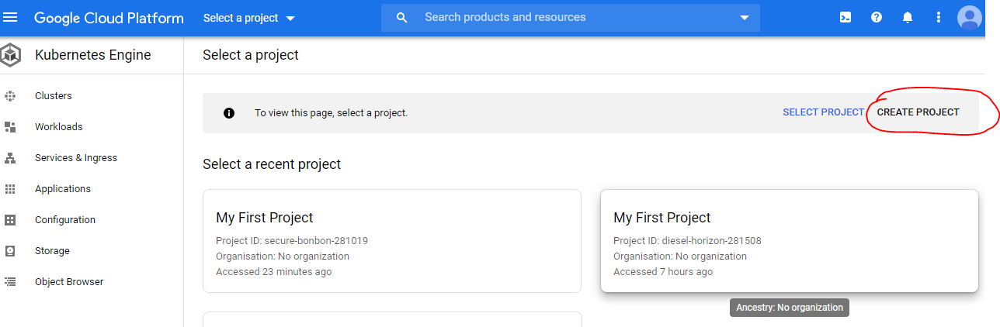 Google Cloud Platform Select a project Search products and resources
Kubernetes Engine
Select a project
Clusters
Workloads
Services & Ingress
Applications
Configuration
Storage
Object Browser
To view this page, select a project. SELECT PROJECT CREATE PROJECT
Select a recent project
My First Project
Project ID: secure-bonbon-281019
Organisation: No organization
Accessed 23 minutes ago
My First Project
Project ID: diesel-horizon-281508
Organisation: No organization
Accessed 7 hours ago
Ancestry: No organization